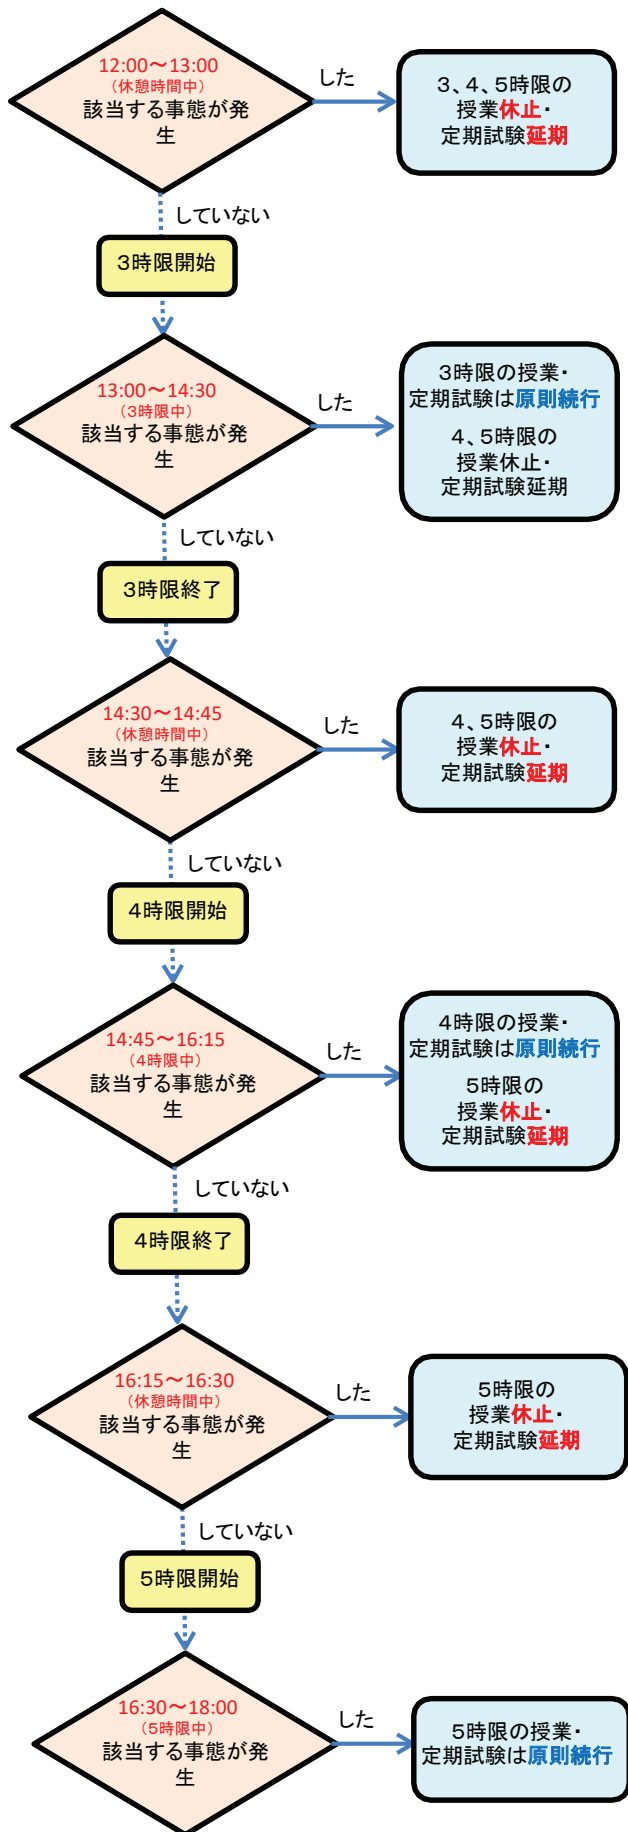 12:00～13:00
（休憩時間中）
該当する事態が発
生
した
3、4、5時限の
授業休止・
定期試験延期
していない
3時限開始
13:00～14:30
（3時限中）
該当する事態が発
生
した
3時限の授業・
定期試験は原則続行
4、5時限の
授業休止・
定期試験延期
していない
3時限終了
14:30～14:45
（休憩時間中）
該当する事態が発
生
した
4、5時限の
授業休止・
定期試験延期
していない
4時限開始
14:45～16:15
（4時限中）
該当する事態が発
生
した
4時限の授業・
定期試験は原則続行
5時限の
授業休止・
定期試験延期
していない
4時限終了
16:15～16:30
（休憩時間中）
該当する事態が発
生
した
5時限の
授業休止・
定期試験延期
していない
5時限開始
16:30～18:00
（5時限中）
該当する事態が発
生
した
5時限の授業・
定期試験は原則続行